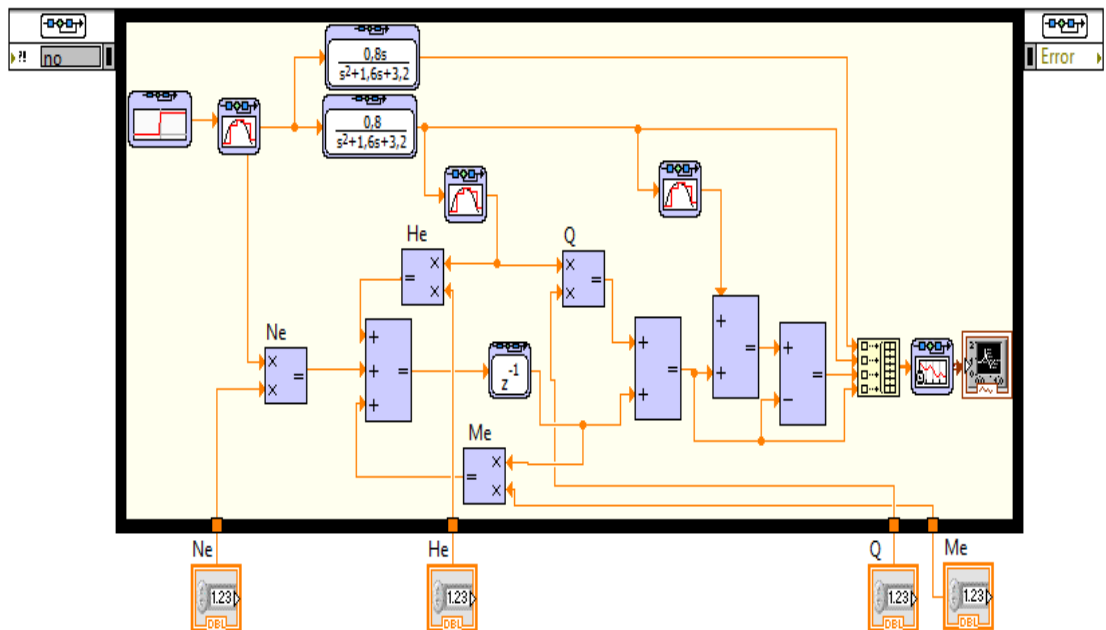 ?! no
Error
0,8s
s²+1,6s+3,2
0,8
s²+1,6s+3,2
He
× = ×
Q
× = ×
Ne
× = ×
+ + = +
z⁻¹
+ = +
+ = +
+ −
Me
× = ×
Ne
He
Q
Me
1.23
DBL
1.23
DBL
1.23
DBL
1.23
DBL